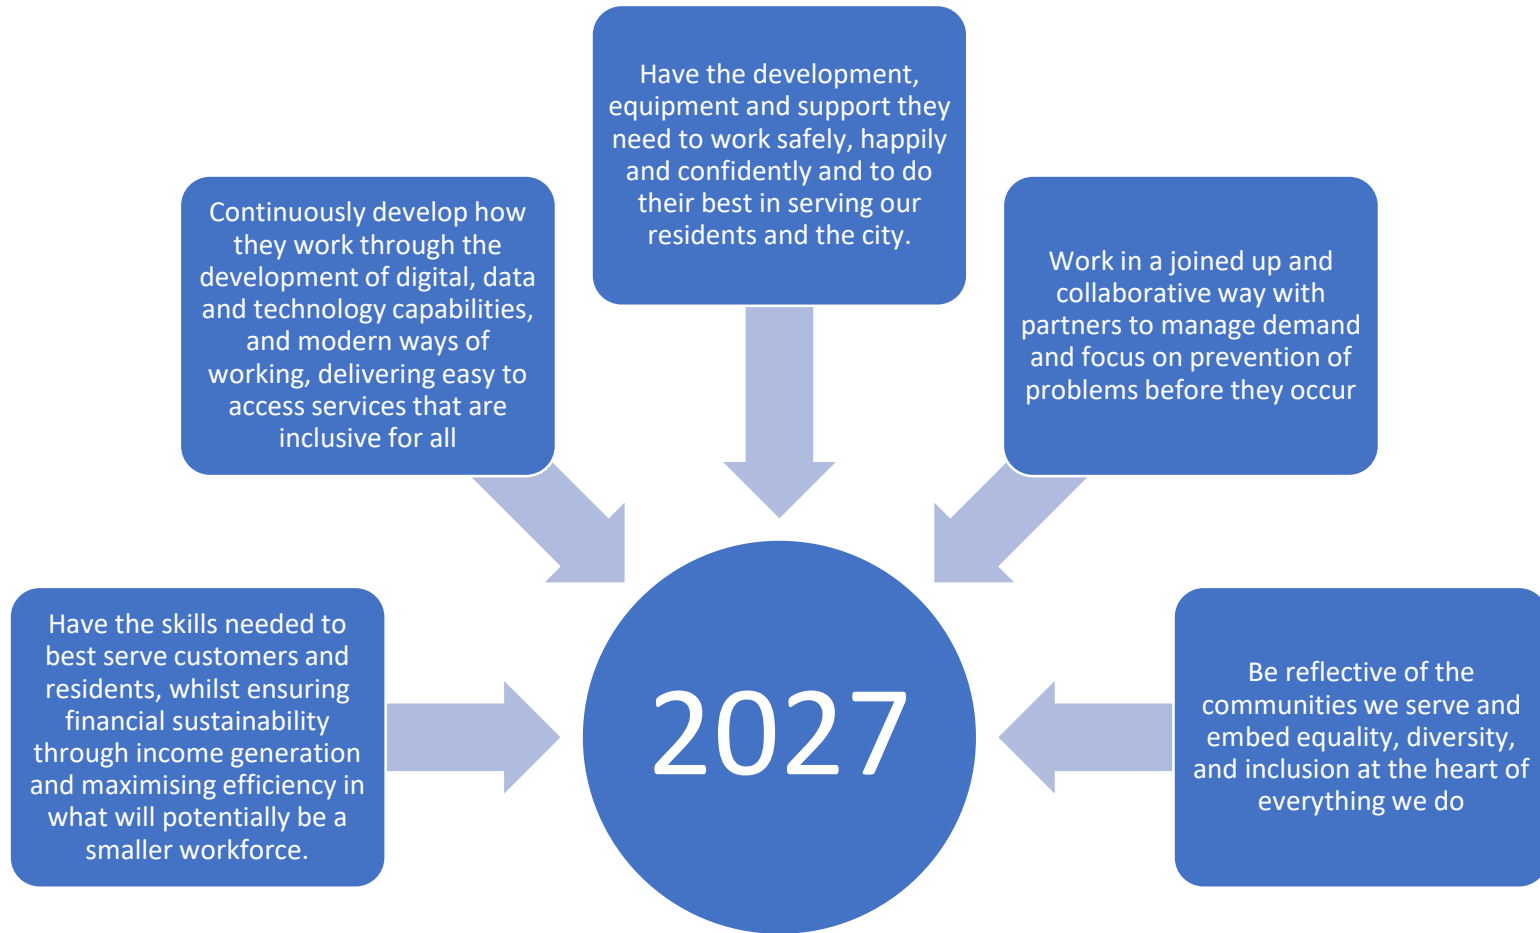 Have the development,
equipment and support they
need to work safely, happily
and confidently and to do
their best in serving our
residents and the city.
Continuously develop how
they work through the
development of digital, data
and technology capabilities,
and modern ways of
working, delivering easy to
access services that are
inclusive for all
Work in a joined up and
collaborative way with
partners to manage demand
and focus on prevention of
problems before they occur
Have the skills needed to
best serve customers and
residents, whilst ensuring
financial sustainability
through income generation
and maximising efficiency in
what will potentially be a
smaller workforce.
2027
Be reflective of the
communities we serve and
embed equality, diversity,
and inclusion at the heart of
everything we do